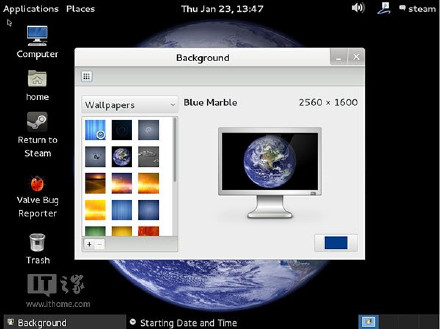 Applications Places Thu Jan 23, 13:47 steam
Computer
home
Return to
Steam
Valve Bug
Reporter
Trash
Background
Wallpapers
Blue Marble 2560 × 1600
IT之家
www.ithome.com
Background Starting Date and Time